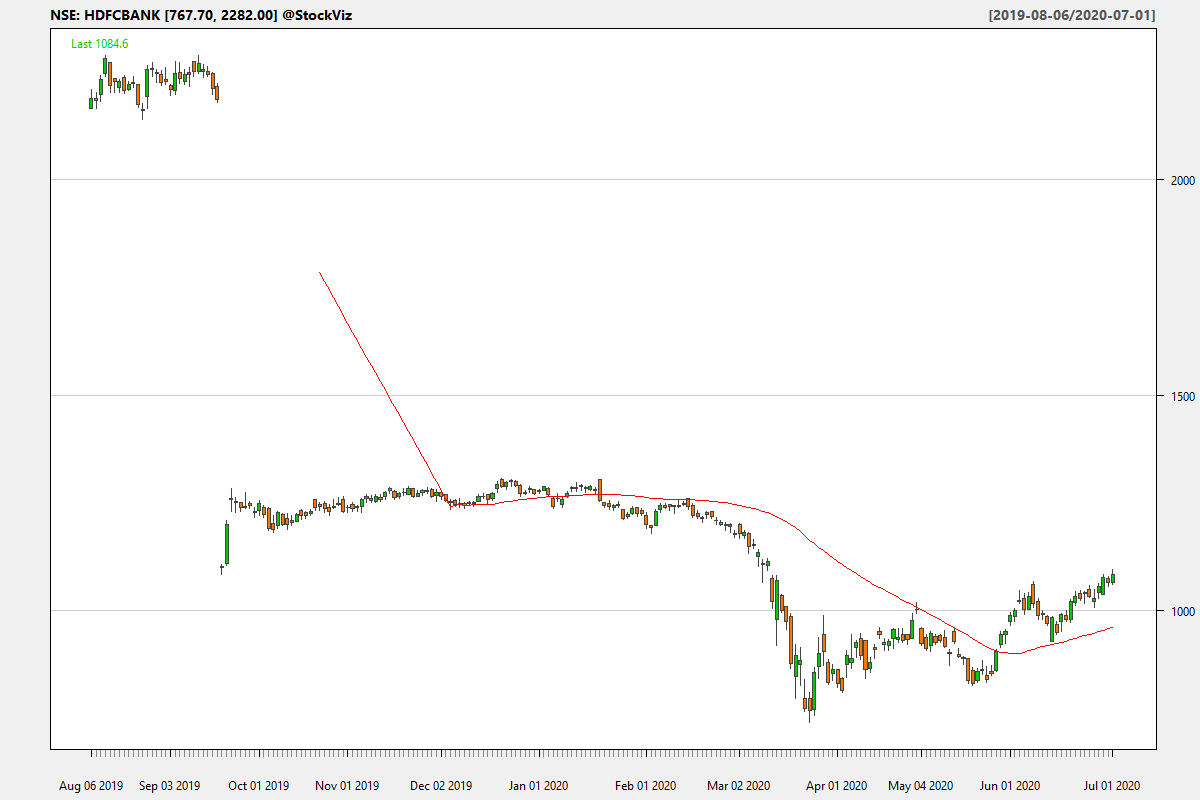 NSE: HDFCBANK [767.70, 2282.00] @StockViz [2019-08-06/2020-07-01]
Last 1084.6
2000
1500
1000
Aug 06 2019 Sep 03 2019 Oct 01 2019 Nov 01 2019 Dec 02 2019 Jan 01 2020 Feb 01 2020 Mar 02 2020 Apr 01 2020 May 04 2020 Jun 01 2020 Jul 01 2020